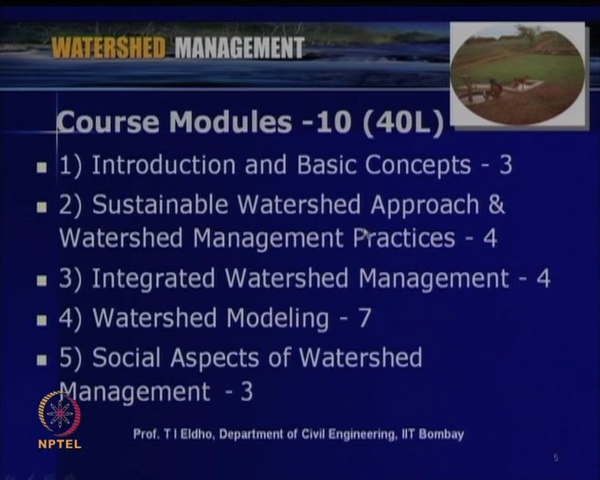 WATERSHED MANAGEMENT
Course Modules -10 (40L)
1) Introduction and Basic Concepts - 3
2) Sustainable Watershed Approach &
Watershed Management Practices - 4
3) Integrated Watershed Management - 4
4) Watershed Modeling - 7
5) Social Aspects of Watershed
Management - 3
NPTEL
Prof. T I Eldho, Department of Civil Engineering, IIT Bombay
5